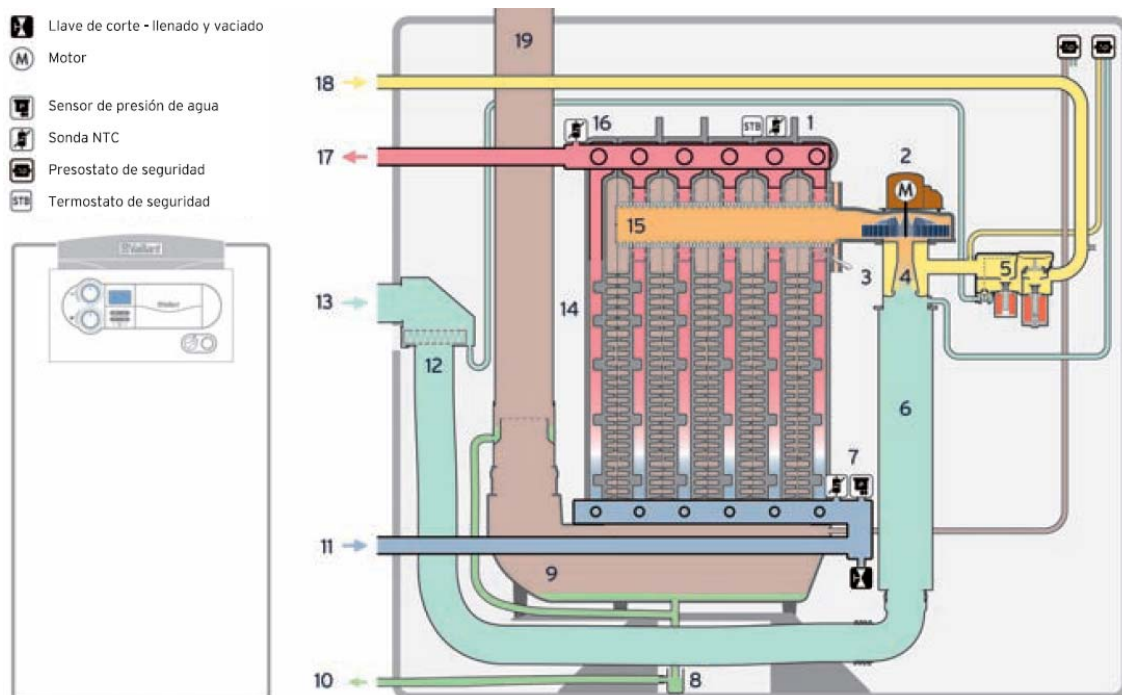 Llave de corte - llenado y vaciado
M Motor
Sensor de presión de agua
Sonda NTC
Presostato de seguridad
STB Termostato de seguridad
Vaillant
19
18
16
STB
1
17
2
M
15
3
4
5
13
14
12
6
7
11
9
10
8